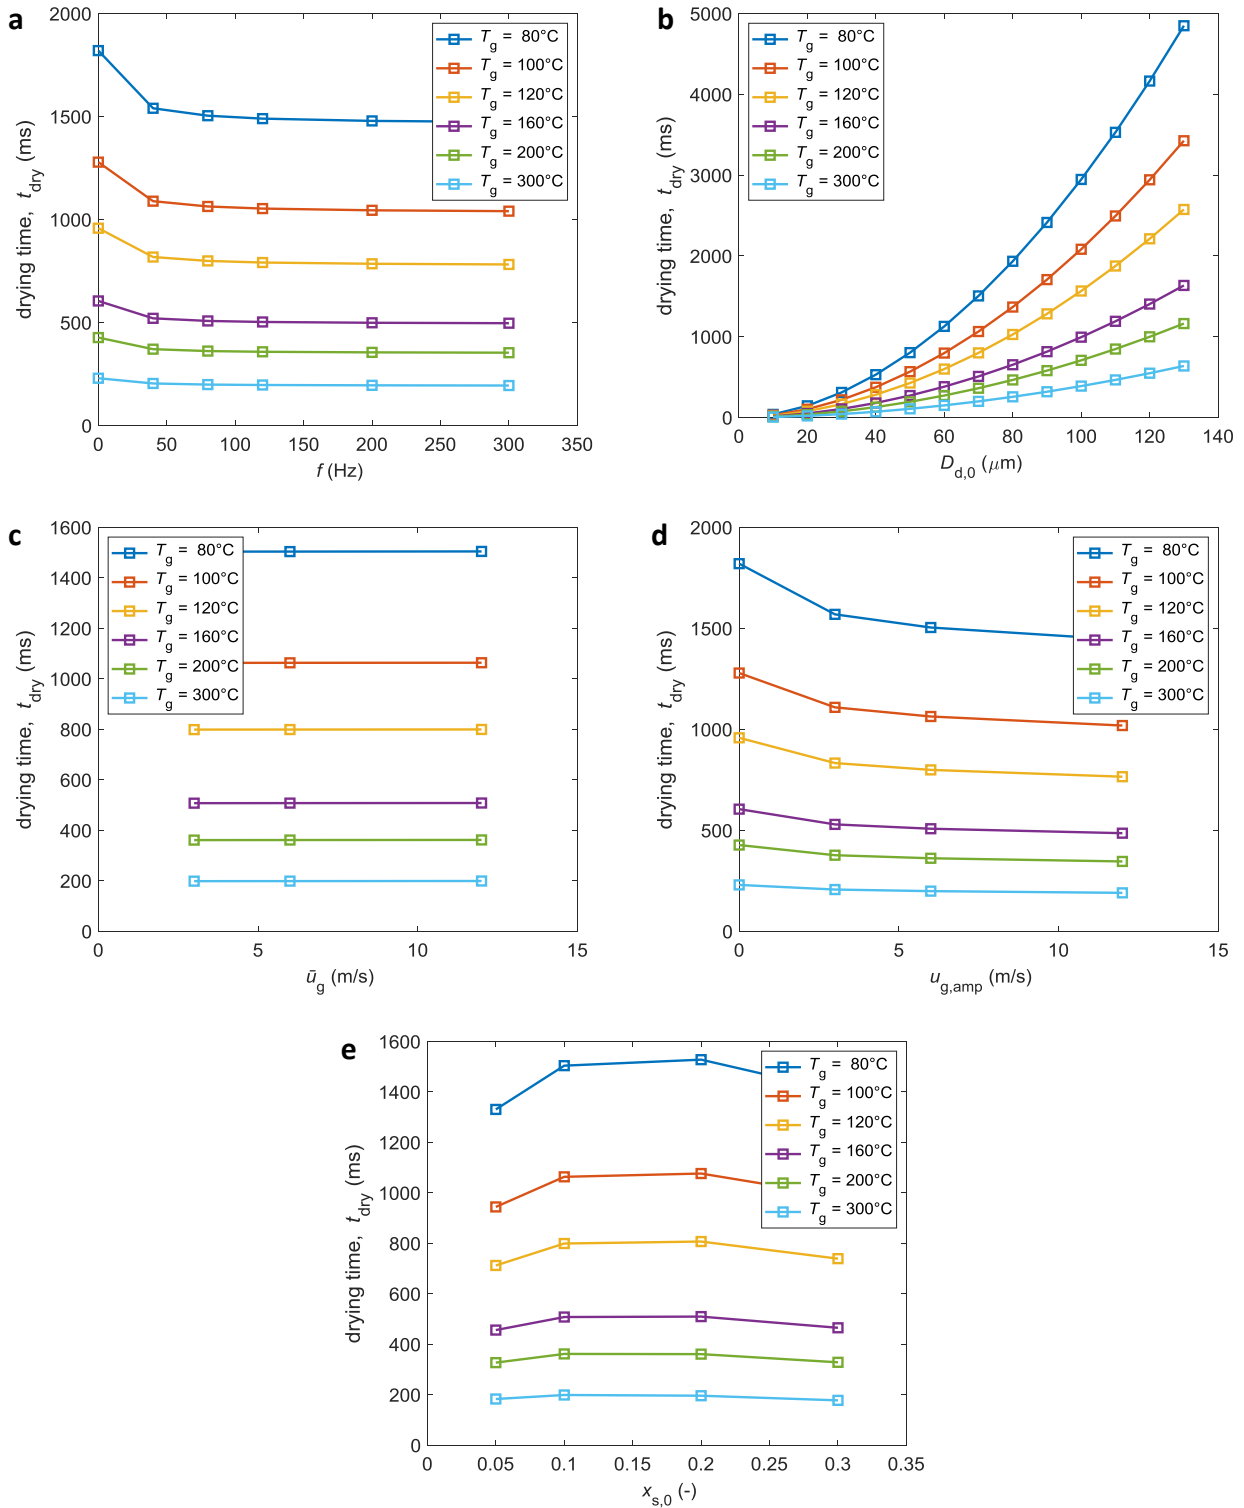 a
drying time, t_dry (ms)
2000
1500
1000
500
0
0 50 100 150 200 250 300 350
f (Hz)
T_g = 80°C
T_g = 100°C
T_g = 120°C
T_g = 160°C
T_g = 200°C
T_g = 300°C
b
drying time, t_dry (ms)
5000
4000
3000
2000
1000
0
0 20 40 60 80 100 120 140
D_d,0 (μm)
T_g = 80°C
T_g = 100°C
T_g = 120°C
T_g = 160°C
T_g = 200°C
T_g = 300°C
c
drying time, t_dry (ms)
1600
1400
1200
1000
800
600
400
200
0
0 5 10 15
ū_g (m/s)
T_g = 80°C
T_g = 100°C
T_g = 120°C
T_g = 160°C
T_g = 200°C
T_g = 300°C
d
drying time, t_dry (ms)
2000
1500
1000
500
0
0 5 10 15
u_g,amp (m/s)
T_g = 80°C
T_g = 100°C
T_g = 120°C
T_g = 160°C
T_g = 200°C
T_g = 300°C
e
drying time, t_dry (ms)
1600
1400
1200
1000
800
600
400
200
0
0 0.05 0.1 0.15 0.2 0.25 0.3 0.35
x_s,0 (-)
T_g = 80°C
T_g = 100°C
T_g = 120°C
T_g = 160°C
T_g = 200°C
T_g = 300°C